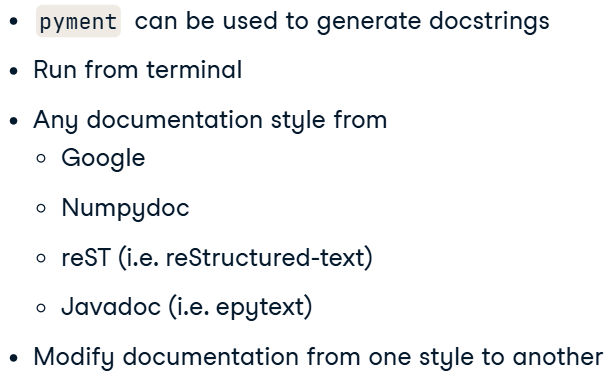 • pyment can be used to generate docstrings
• Run from terminal
• Any documentation style from
◦ Google
◦ Numpydoc
◦ reST (i.e. reStructured-text)
◦ Javadoc (i.e. epytext)
• Modify documentation from one style to another